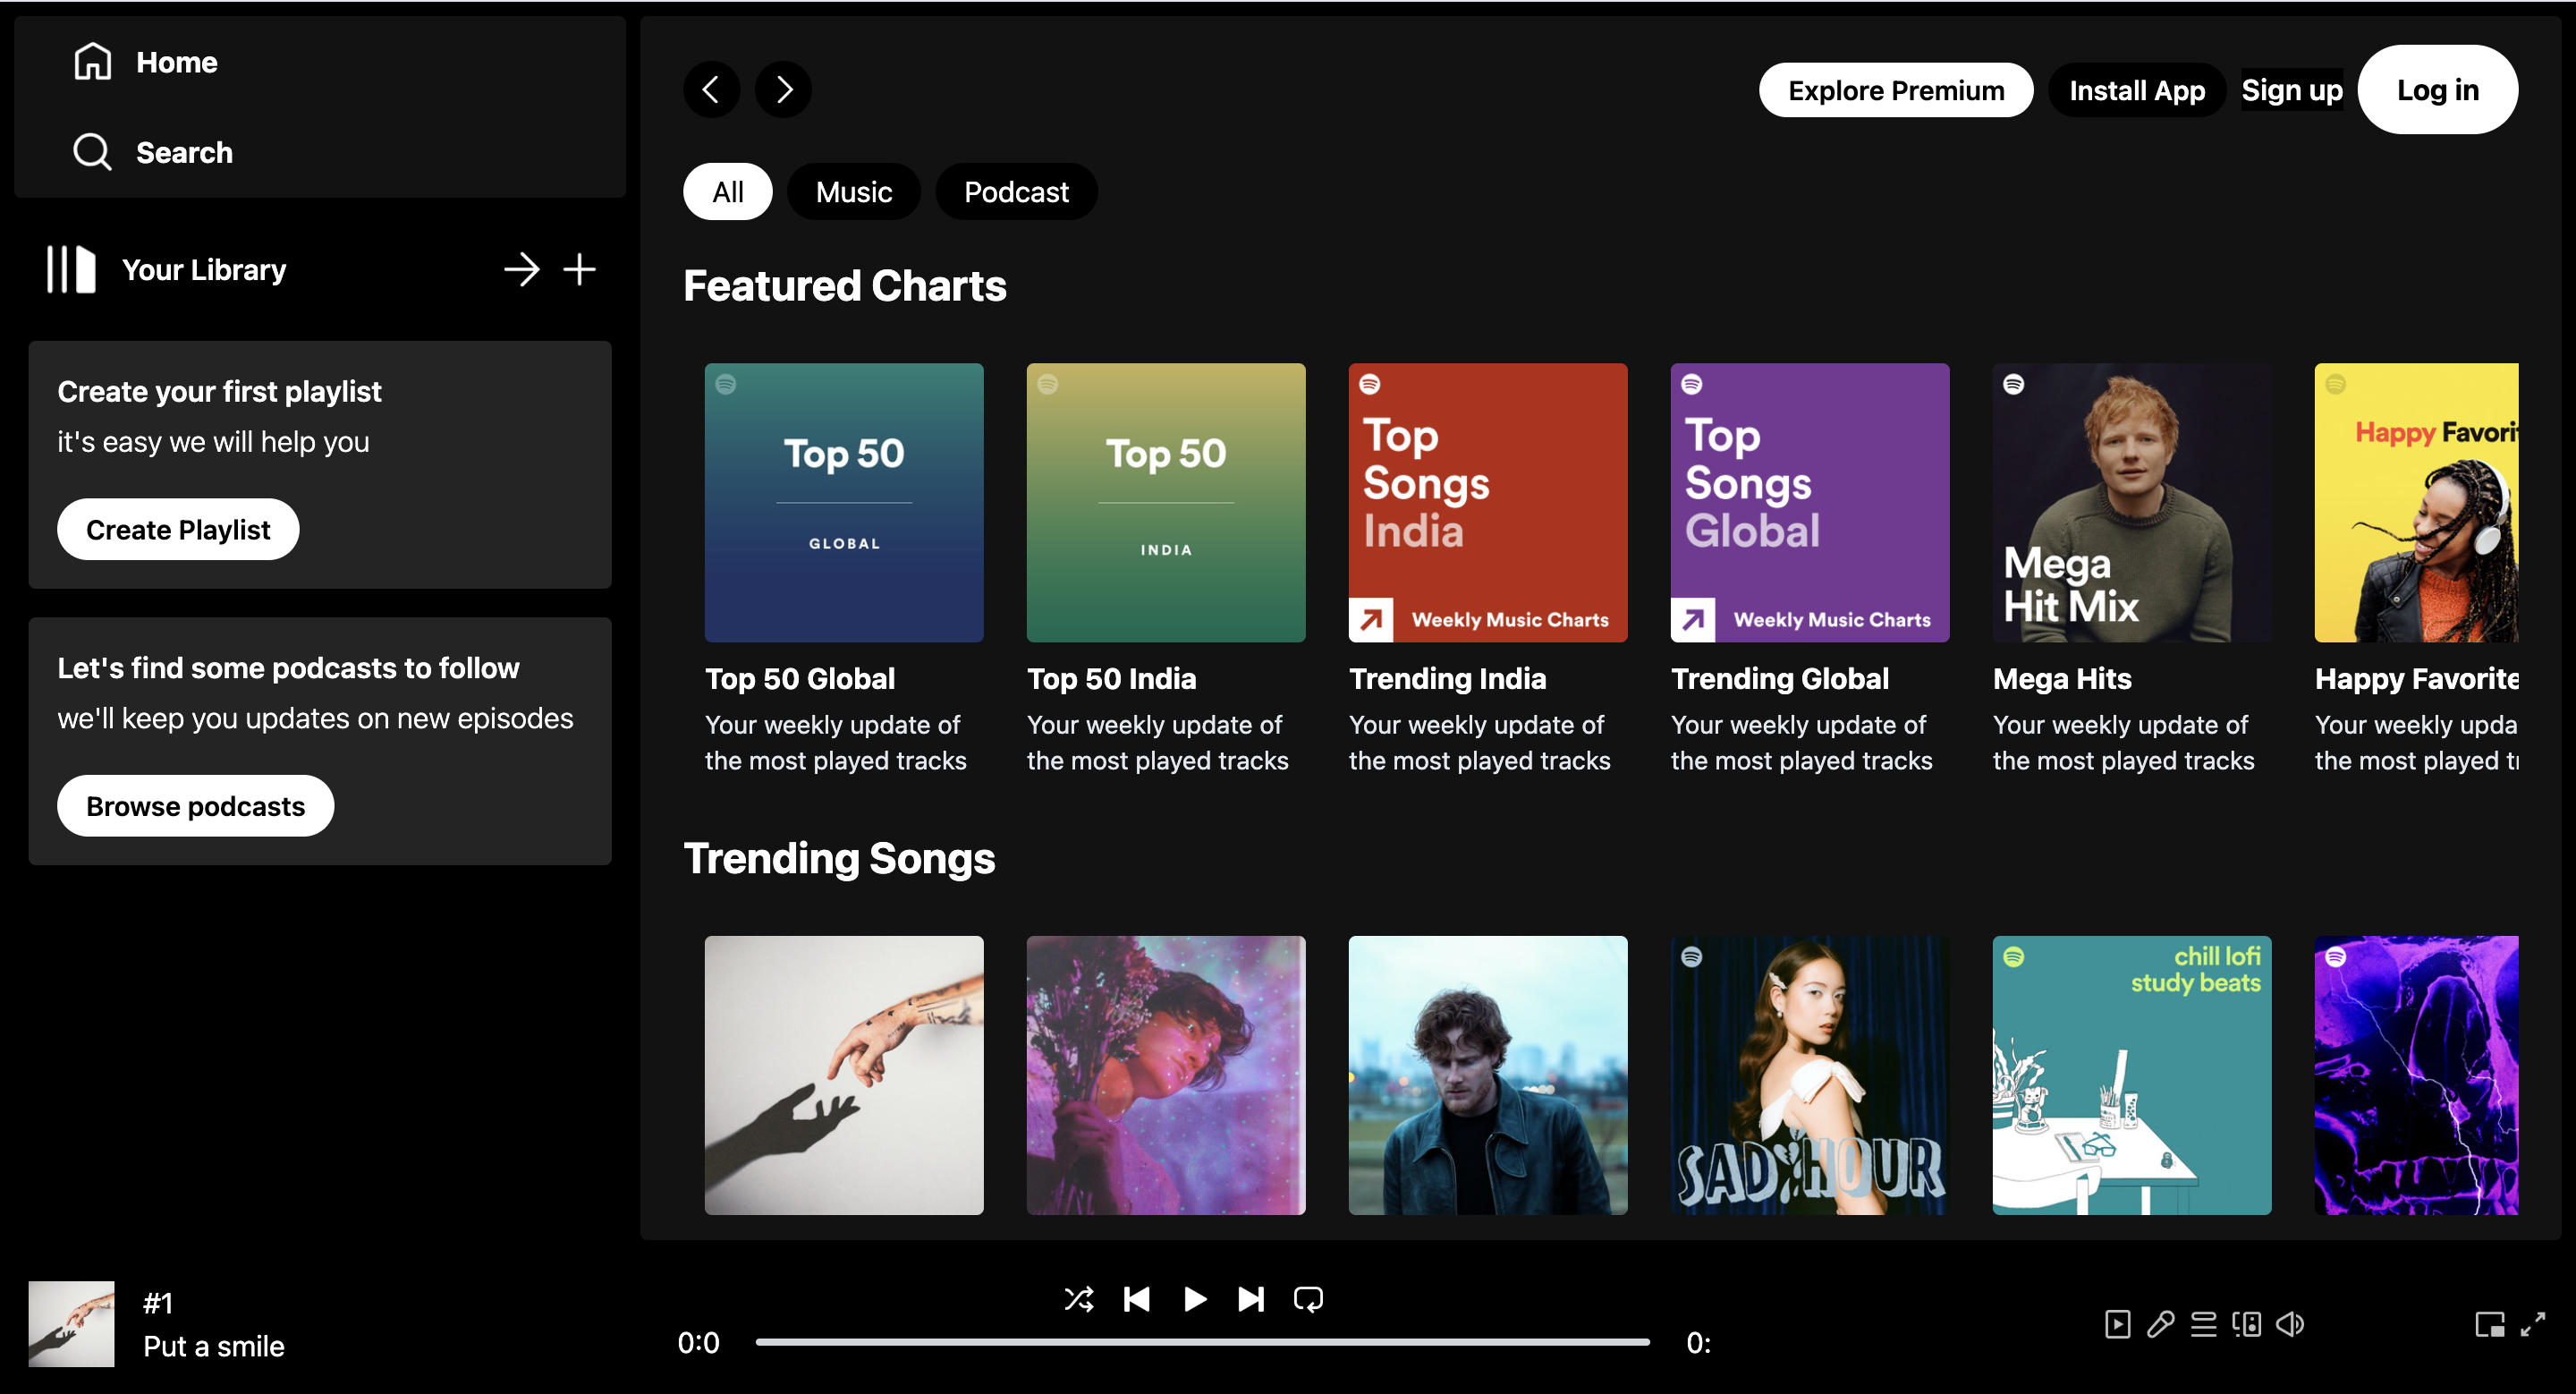 Home
Search
Your Library
Create your first playlist
it's easy we will help you
Create Playlist
Let's find some podcasts to follow
we'll keep you updates on new episodes
Browse podcasts
Explore Premium
Install App
Sign up
Log in
All
Music
Podcast
Featured Charts
Top 50
GLOBAL
Top 50 Global
Your weekly update of
the most played tracks
Top 50
INDIA
Top 50 India
Your weekly update of
the most played tracks
Top
Songs
India
Weekly Music Charts
Trending India
Your weekly update of
the most played tracks
Top
Songs
Global
Weekly Music Charts
Trending Global
Your weekly update of
the most played tracks
Mega
Hit Mix
Mega Hits
Your weekly update of
the most played tracks
Happy Favorit
Happy Favorite
Your weekly upda
the most played t
Trending Songs
SAD HOUR
chill lofi
study beats
#1
Put a smile
0:0
0: